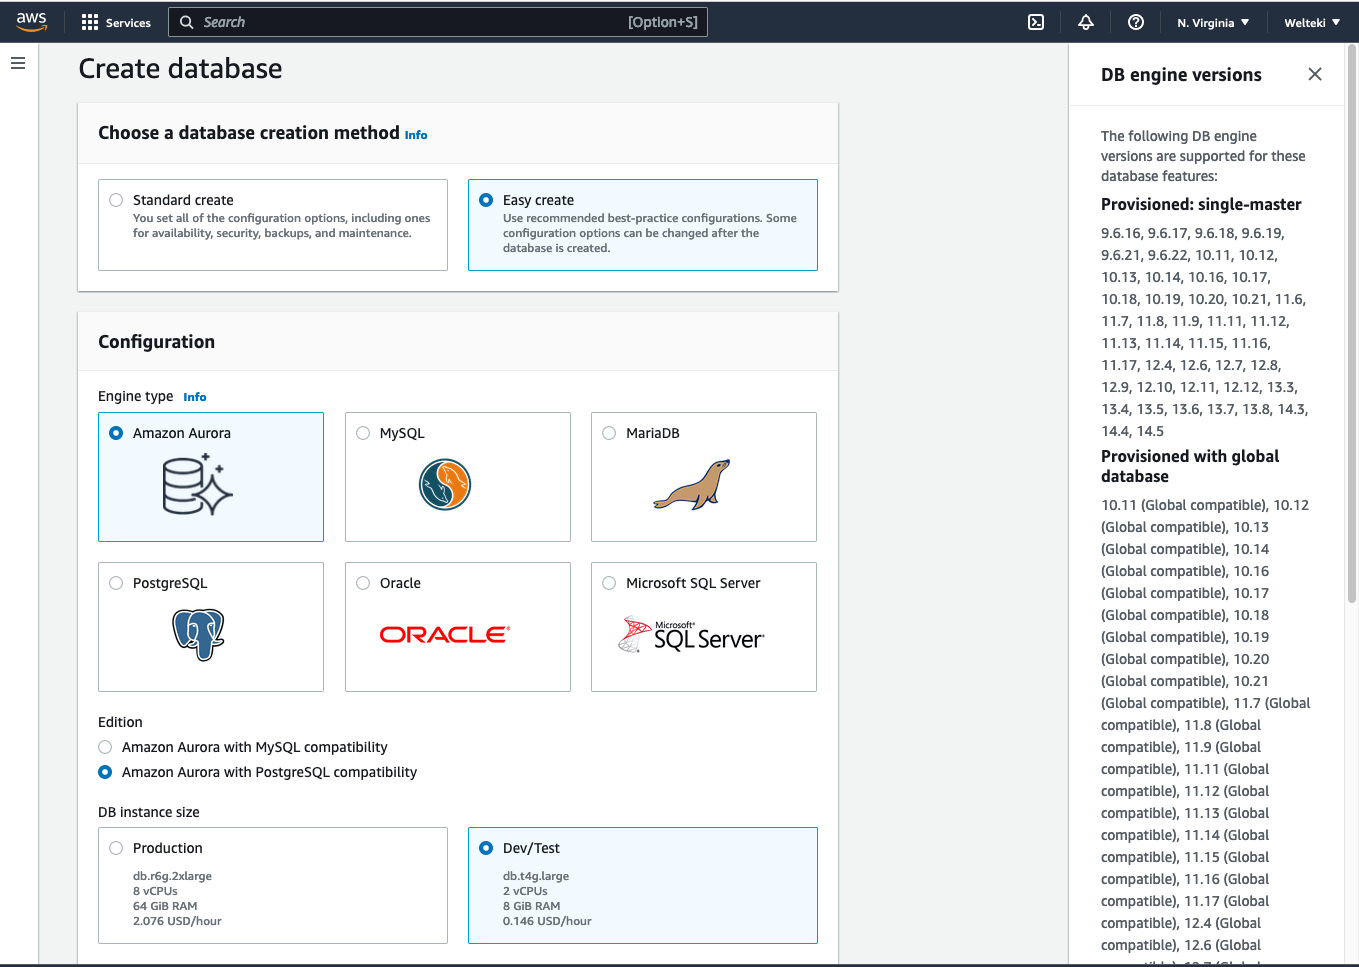 aws
Services
Search
[Option+S]
N. Virginia
Welteki
Create database
Choose a database creation method Info
Standard create
You set all of the configuration options, including ones
for availability, security, backups, and maintenance.
Easy create
Use recommended best-practice configurations. Some
configuration options can be changed after the
database is created.
Configuration
Engine type Info
Amazon Aurora
MySQL
MariaDB
PostgreSQL
Oracle
ORACLE®
Microsoft SQL Server
Microsoft®
SQL Server®
Edition
Amazon Aurora with MySQL compatibility
Amazon Aurora with PostgreSQL compatibility
DB instance size
Production
db.r6g.2xlarge
8 vCPUs
64 GiB RAM
2.076 USD/hour
Dev/Test
db.t4g.large
2 vCPUs
8 GiB RAM
0.146 USD/hour
DB engine versions
The following DB engine
versions are supported for these
database features:
Provisioned: single-master
9.6.16, 9.6.17, 9.6.18, 9.6.19,
9.6.21, 9.6.22, 10.11, 10.12,
10.13, 10.14, 10.16, 10.17,
10.18, 10.19, 10.20, 10.21, 11.6,
11.7, 11.8, 11.9, 11.11, 11.12,
11.13, 11.14, 11.15, 11.16,
11.17, 12.4, 12.6, 12.7, 12.8,
12.9, 12.10, 12.11, 12.12, 13.3,
13.4, 13.5, 13.6, 13.7, 13.8, 14.3,
14.4, 14.5
Provisioned with global
database
10.11 (Global compatible), 10.12
(Global compatible), 10.13
(Global compatible), 10.14
(Global compatible), 10.16
(Global compatible), 10.17
(Global compatible), 10.18
(Global compatible), 10.19
(Global compatible), 10.20
(Global compatible), 10.21
(Global compatible), 11.7 (Global
compatible), 11.8 (Global
compatible), 11.9 (Global
compatible), 11.11 (Global
compatible), 11.12 (Global
compatible), 11.13 (Global
compatible), 11.14 (Global
compatible), 11.15 (Global
compatible), 11.16 (Global
compatible), 11.17 (Global
compatible), 12.4 (Global
compatible), 12.6 (Global